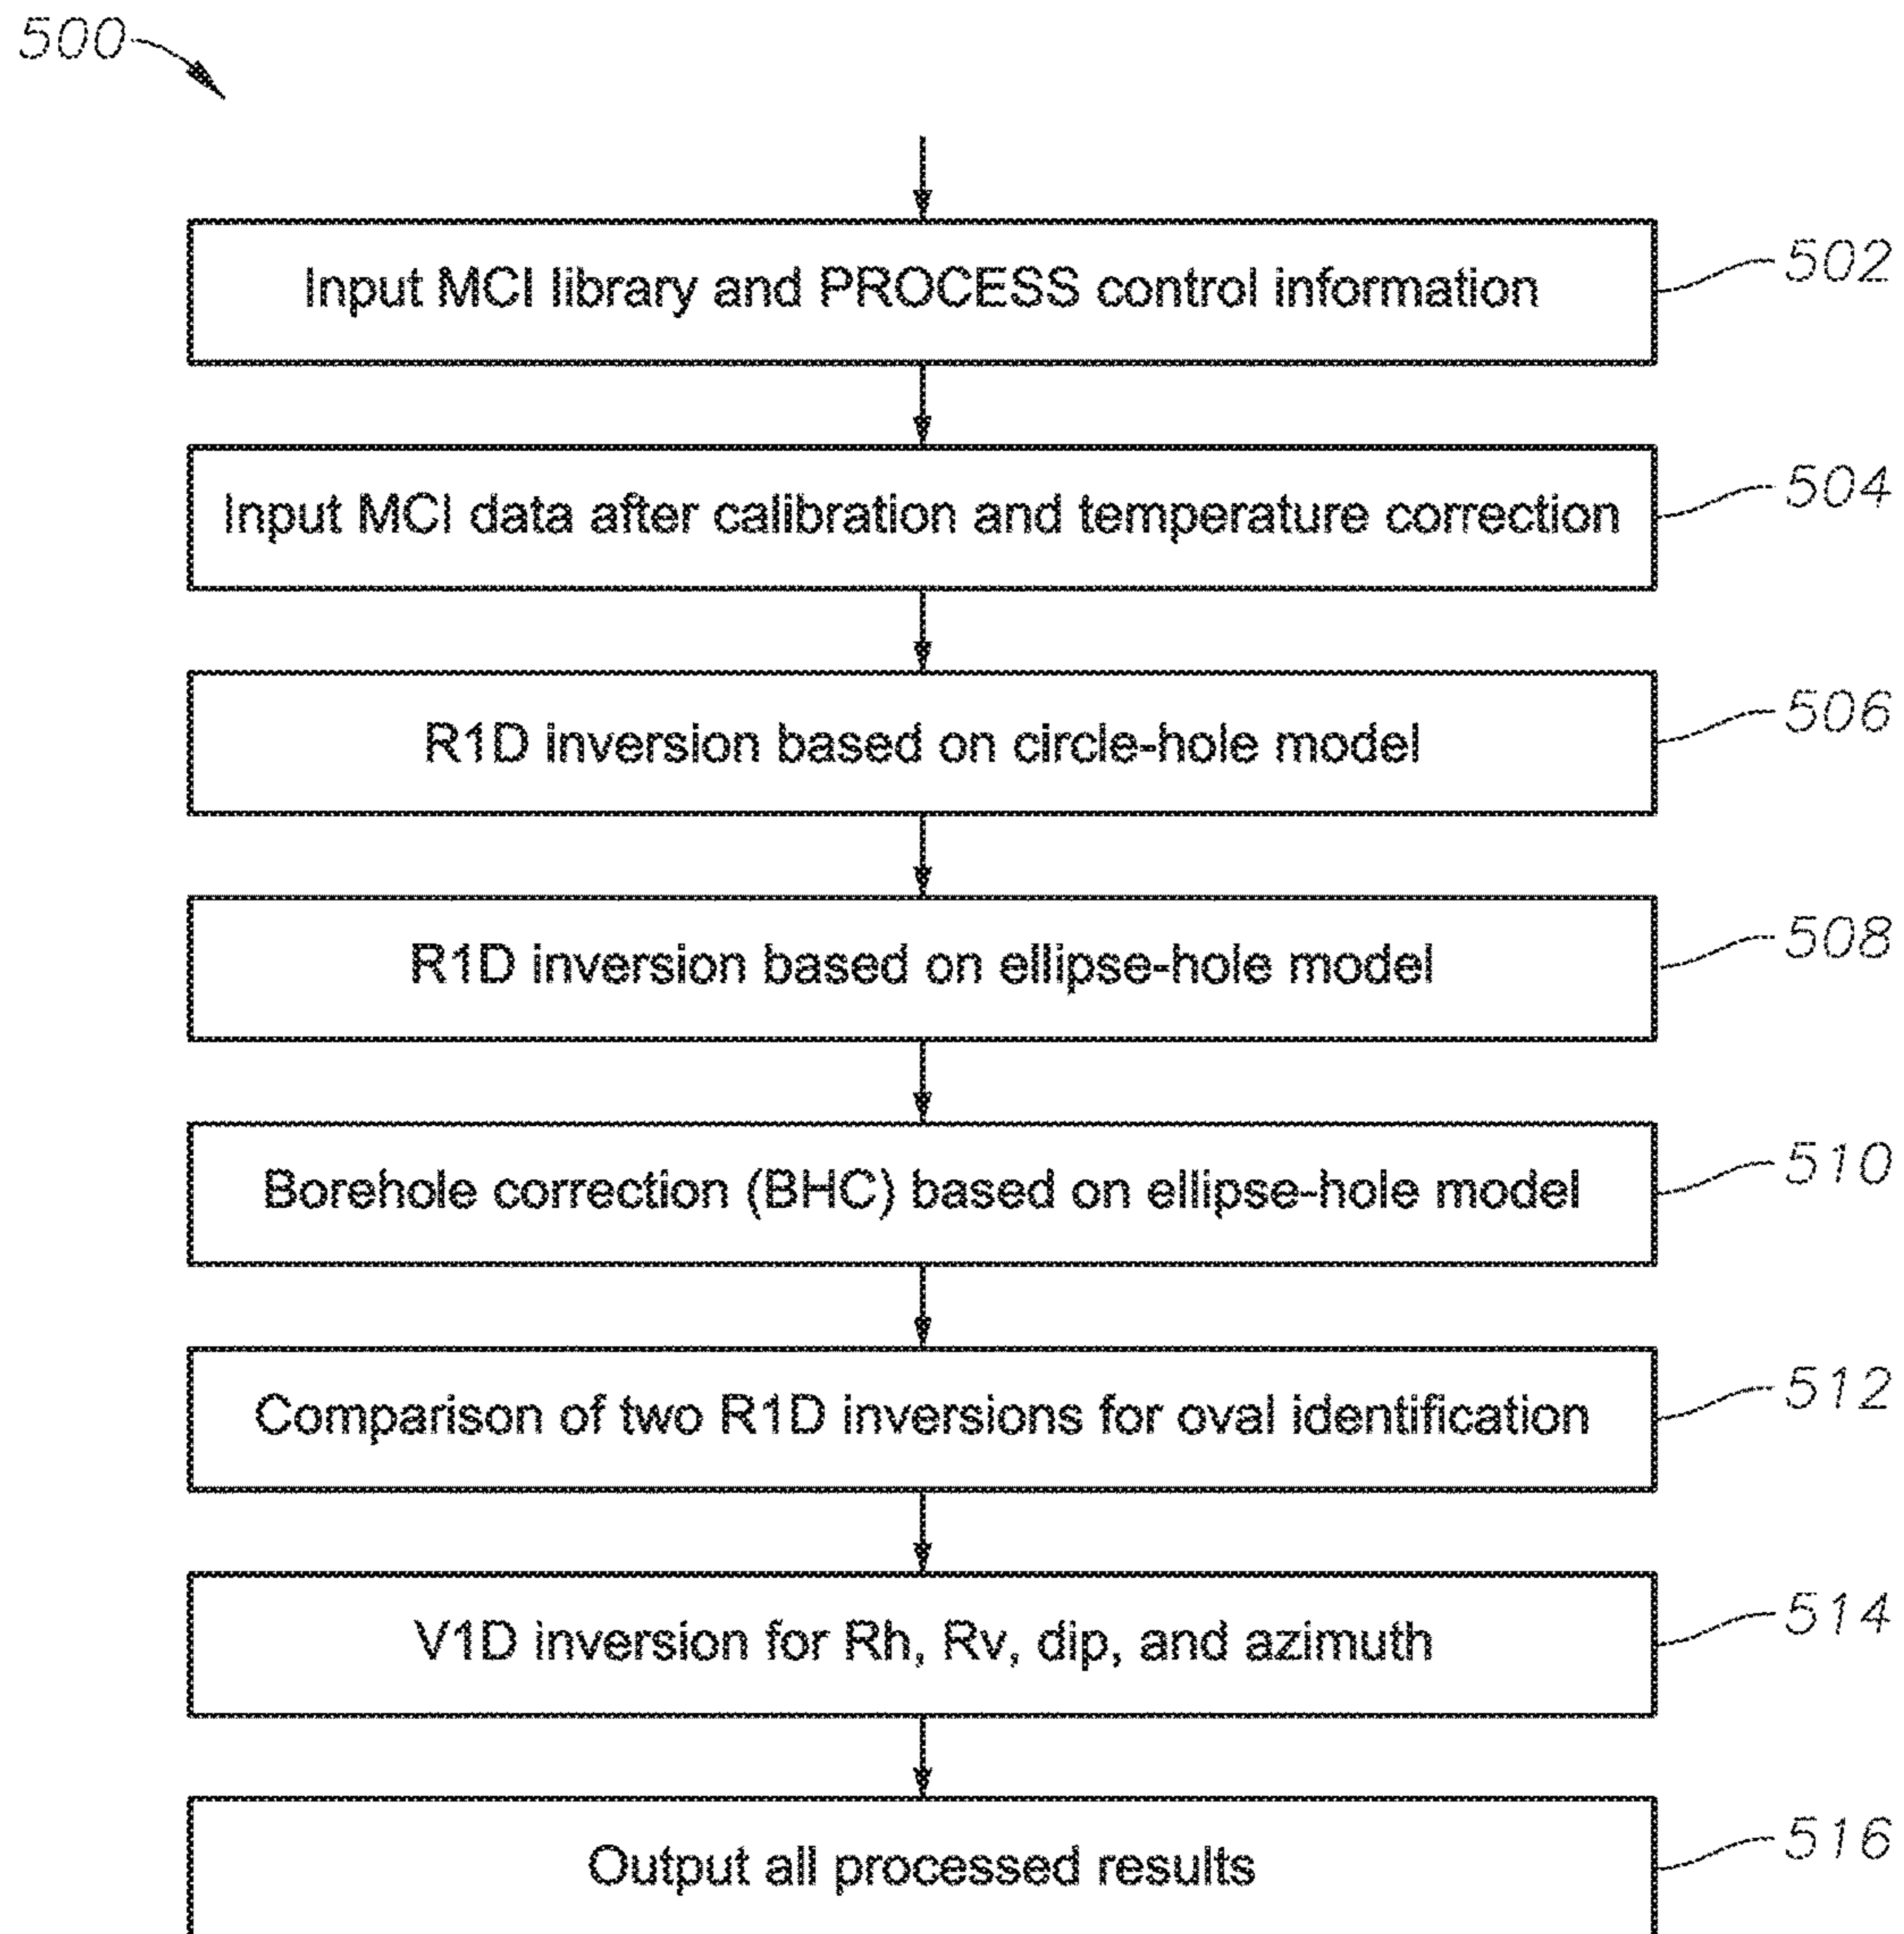 500
Input MCI library and PROCESS control information
502
Input MCI data after calibration and temperature correction
504
R1D inversion based on circle-hole model
506
R1D inversion based on ellipse-hole model
508
Borehole correction (BHC) based on ellipse-hole model
510
Comparison of two R1D inversions for oval identification
512
V1D inversion for Rh, Rv, dip, and azimuth
514
Output all processed results
516